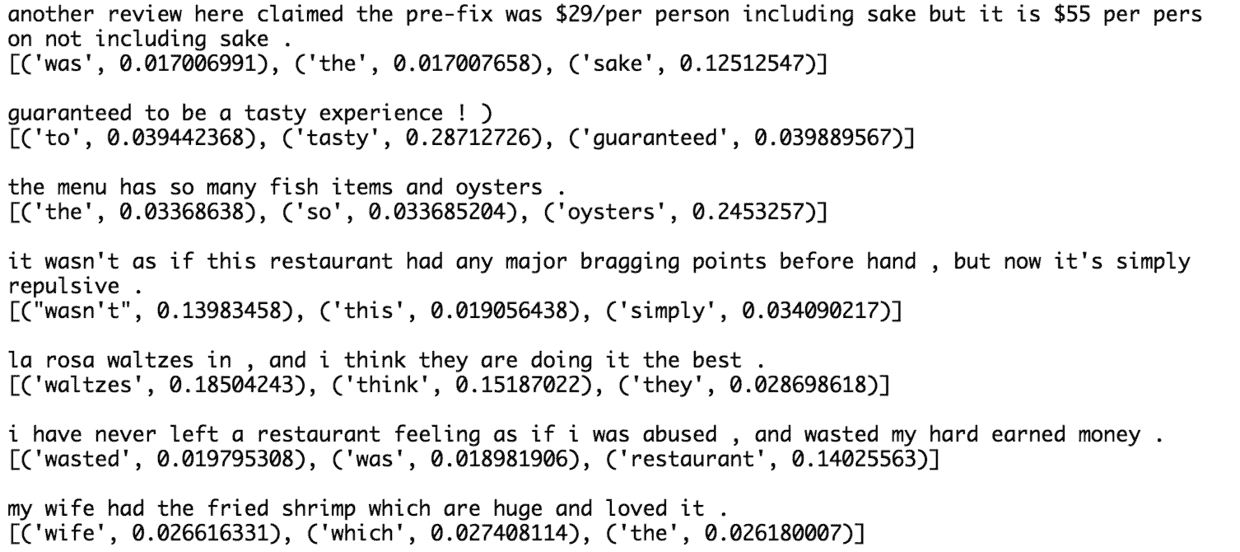 another review here claimed the pre-fix was $29/per person including sake but it is $55 per pers
on not including sake .
[('was', 0.017006991), ('the', 0.017007658), ('sake', 0.12512547)]
guaranteed to be a tasty experience ! )
[('to', 0.039442368), ('tasty', 0.28712726), ('guaranteed', 0.039889567)]
the menu has so many fish items and oysters .
[('the', 0.03368638), ('so', 0.033685204), ('oysters', 0.2453257)]
it wasn't as if this restaurant had any major bragging points before hand , but now it's simply
repulsive .
[("wasn't", 0.13983458), ('this', 0.019056438), ('simply', 0.034090217)]
la rosa waltzes in , and i think they are doing it the best .
[('waltzes', 0.18504243), ('think', 0.15187022), ('they', 0.028698618)]
i have never left a restaurant feeling as if i was abused , and wasted my hard earned money .
[('wasted', 0.019795308), ('was', 0.018981906), ('restaurant', 0.14025563)]
my wife had the fried shrimp which are huge and loved it .
[('wife', 0.026616331), ('which', 0.027408114), ('the', 0.026180007)]